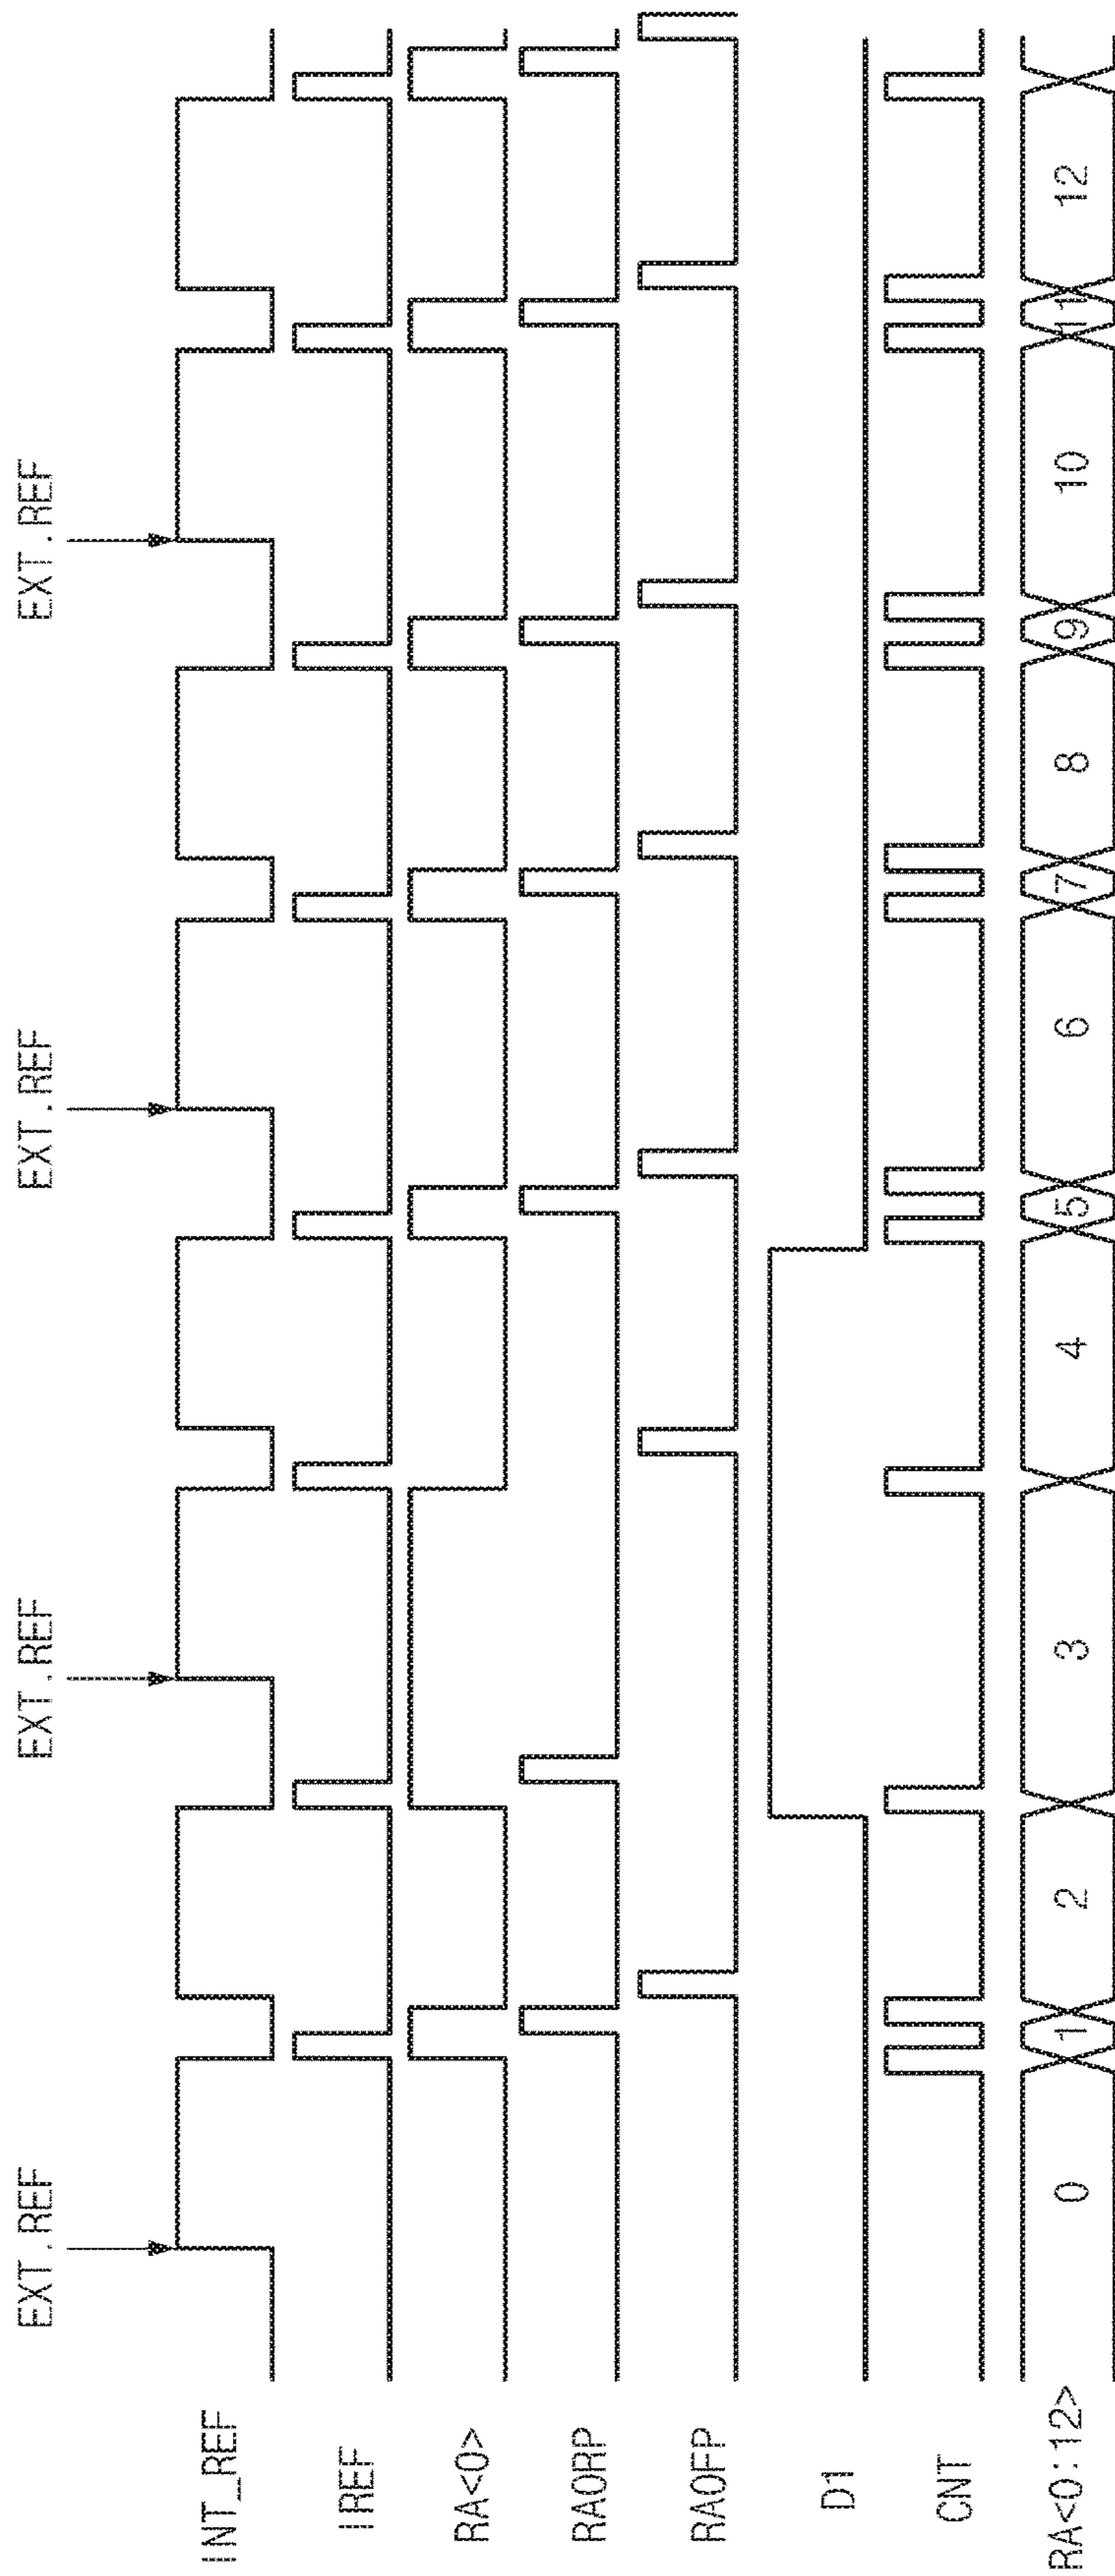 EXT.REF EXT.REF EXT.REF EXT.REF
INT_REF
IREF
RA<0>
RA0RP
RA0FP
D1
CNT
RA<0:12> 0 1 2 3 4 5 6 7 8 9 10 11 12